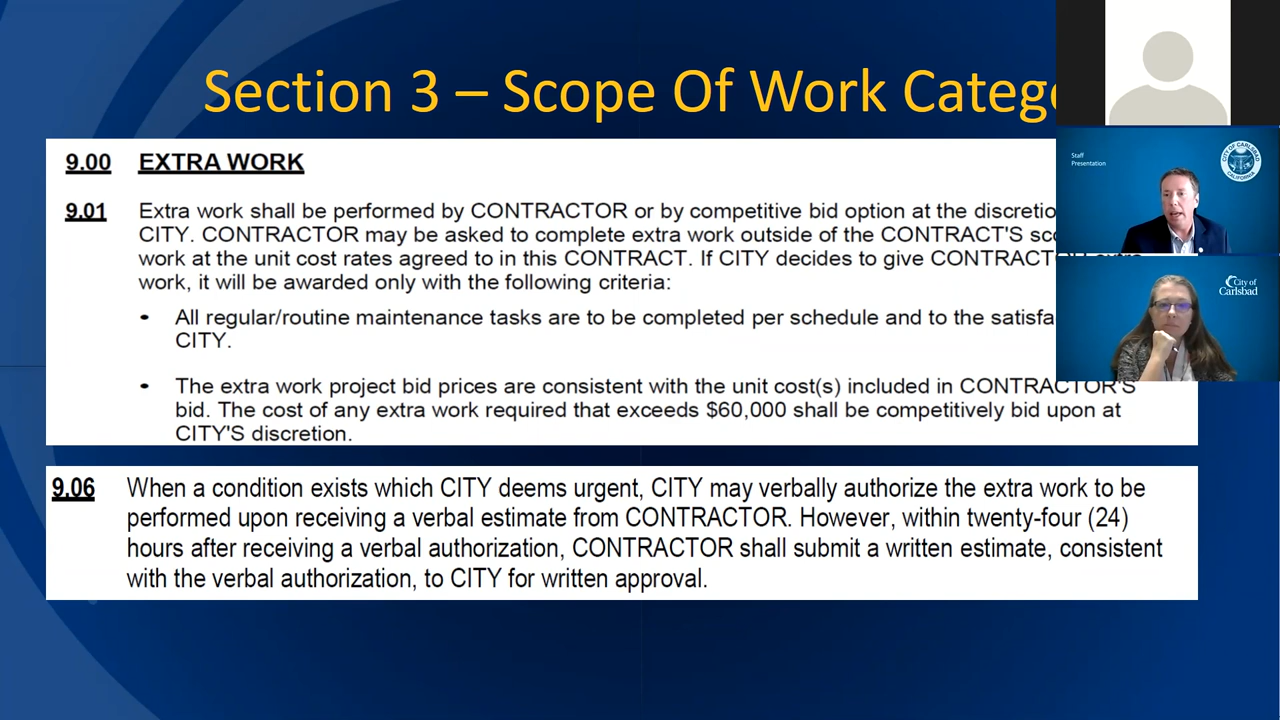 Section 3 – Scope Of Work
9.00 EXTRA WORK
9.01 Extra work shall be performed by CONTRACTOR or by competitive bid option at the
CITY. CONTRACTOR may be asked to complete extra work outside of the CONTRACT'S
work at the unit cost rates agreed to in this CONTRACT. If CITY decides to give
work, it will be awarded only with the following criteria:
• All regular/routine maintenance tasks are to be completed per schedule and to the
CITY.
• The extra work project bid prices are consistent with the unit cost(s) included in CONTRACTOR'S
bid. The cost of any extra work required that exceeds $60,000 shall be competitively bid upon at
CITY'S discretion.
9.06 When a condition exists which CITY deems urgent, CITY may verbally authorize the extra work to be
performed upon receiving a verbal estimate from CONTRACTOR. However, within twenty-four (24)
hours after receiving a verbal authorization, CONTRACTOR shall submit a written estimate, consistent
with the verbal authorization, to CITY for written approval.
Staff
Presentation
CITY OF CARLSBAD
CALIFORNIA
City of
Carlsbad